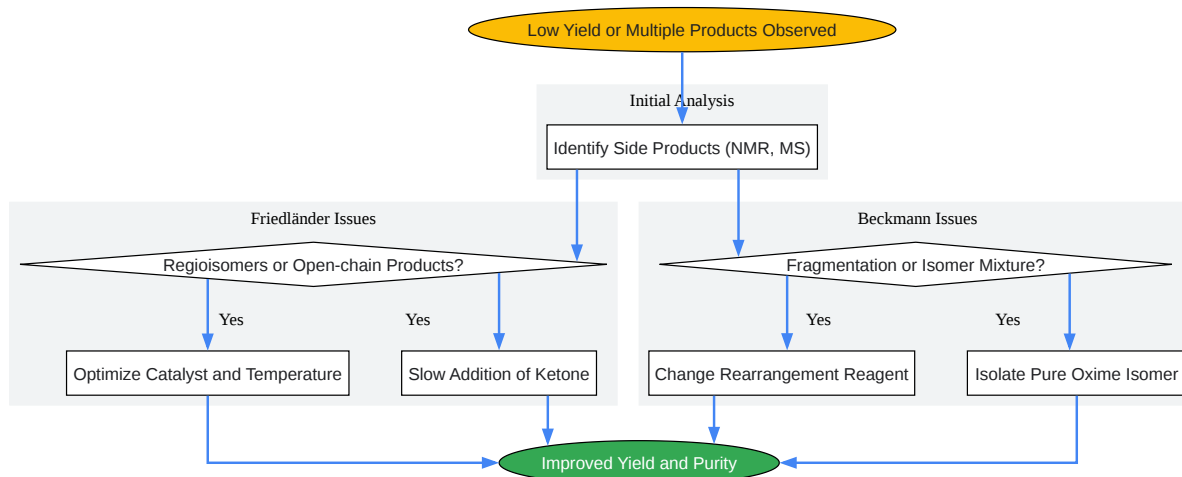 Low Yield or Multiple Products Observed
Initial Analysis
Identify Side Products (NMR, MS)
Friedländer Issues
Beckmann Issues
Regioisomers or Open-chain Products?
Fragmentation or Isomer Mixture?
Yes
Yes
Yes
Yes
Optimize Catalyst and Temperature
Slow Addition of Ketone
Change Rearrangement Reagent
Isolate Pure Oxime Isomer
Improved Yield and Purity